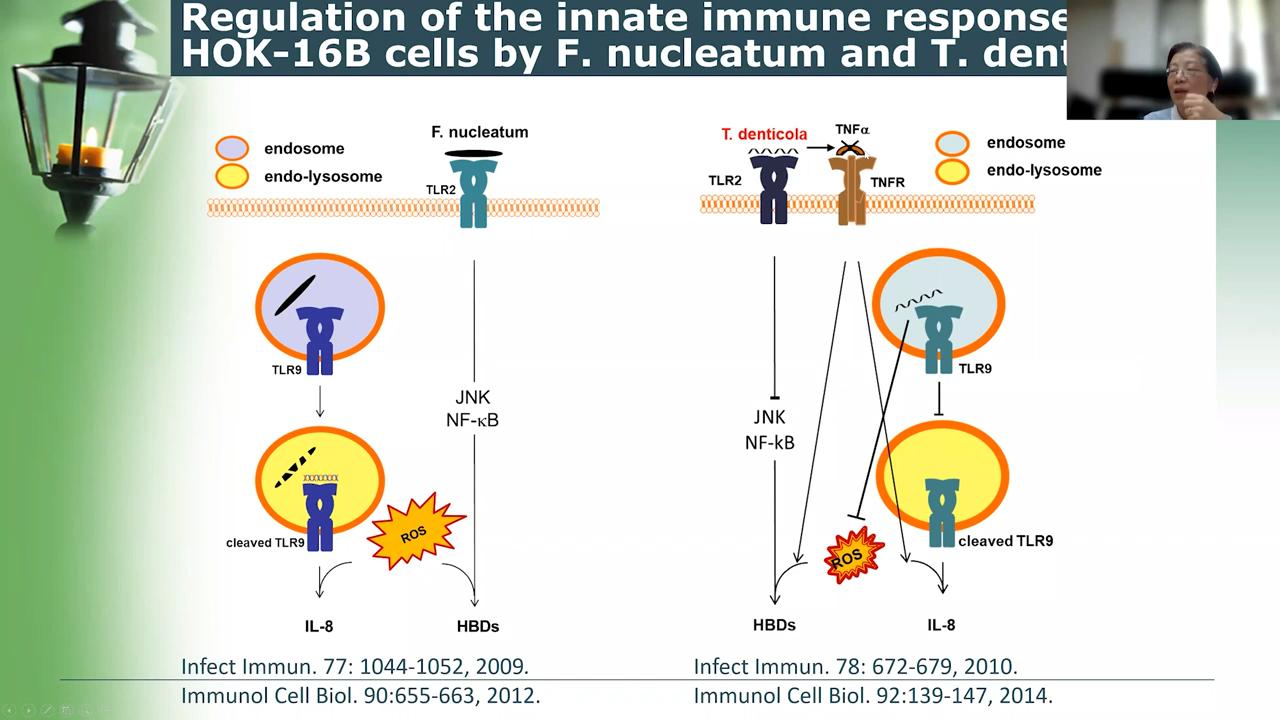 Regulation of the innate immune response
HOK-16B cells by F. nucleatum and T.
endosome
endo-lysosome
F. nucleatum
TLR2
TLR9
JNK
NF-κB
cleaved TLR9
ROS
IL-8
HBDs
T. denticola
TNFα
TLR2
TNFR
endosome
endo-lysosome
TLR9
JNK
NF-kB
ROS
cleaved TLR9
HBDs
IL-8
Infect Immun. 77: 1044-1052, 2009.
Immunol Cell Biol. 90:655-663, 2012.
Infect Immun. 78: 672-679, 2010.
Immunol Cell Biol. 92:139-147, 2014.